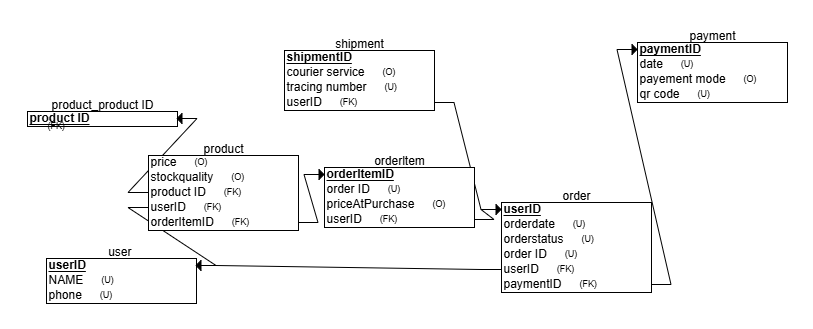 payment
shipment
paymentID
shipmentID
date (U)
courier service (O)
payement mode (O)
tracing number (U)
qr code (U)
userID (FK)
product_product ID
product ID
(FK)
product
price (O)
stockquality (O)
product ID (FK)
userID (FK)
orderItemID (FK)
orderItem
orderItemID
order ID (U)
priceAtPurchase (O)
userID (FK)
order
userID
orderdate (U)
orderstatus (U)
order ID (U)
userID (FK)
paymentID (FK)
user
userID
NAME (U)
phone (U)